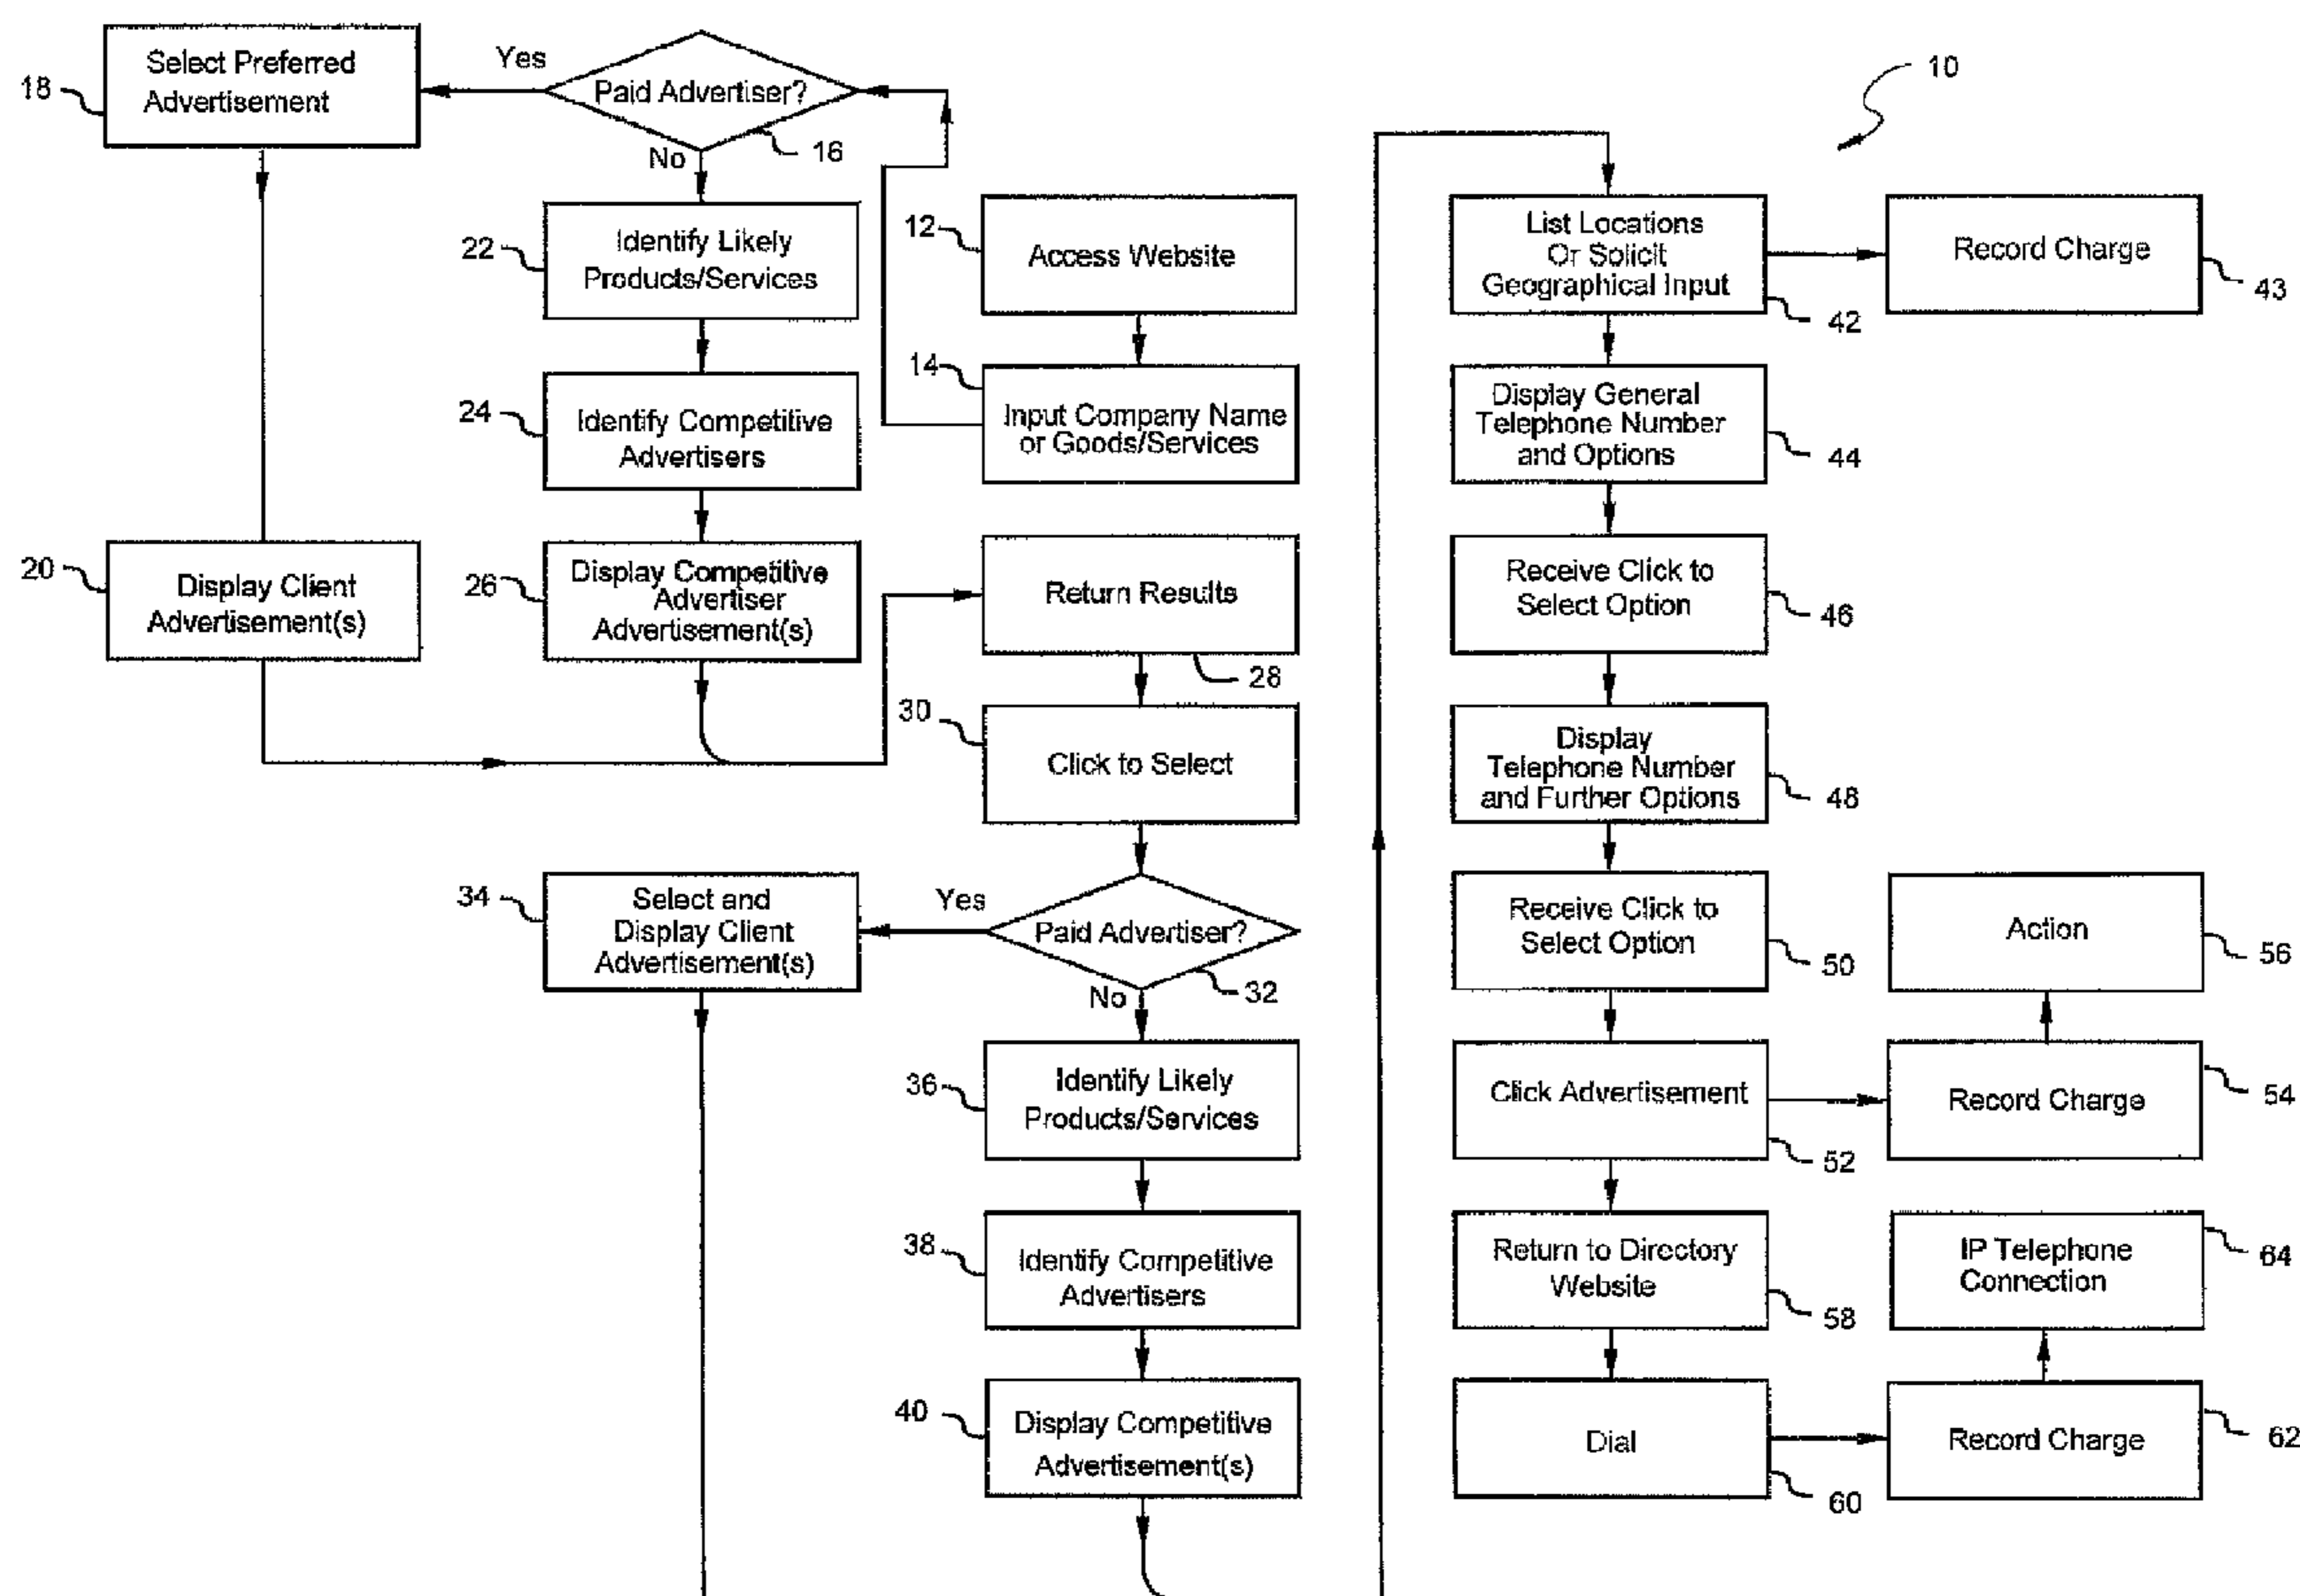 18
Select Preferred
Advertisement
Yes
Paid Advertiser?
16
No
10
22
Identify Likely
Products/Services
12
Access Website
List Locations
Or Solicit
Geographical Input
42
Record Charge
43
24
Identify Competitive
Advertisers
14
Input Company Name
or Goods/Services
Display General
Telephone Number
and Options
44
20
Display Client
Advertisement(s)
26
Display Competitive
Advertiser
Advertisement(s)
Return Results
28
Receive Click to
Select Option
46
30
Click to Select
Display
Telephone Number
and Further Options
48
34
Select and
Display Client
Advertisement(s)
Yes
Paid Advertiser?
32
No
Receive Click to
Select Option
50
Action
56
36
Identify Likely
Products/Services
Click Advertisement
52
Record Charge
54
38
Identify Competitive
Advertisers
Return to Directory
Website
58
IP Telephone
Connection
64
40
Display Competitive
Advertisement(s)
Dial
60
Record Charge
62